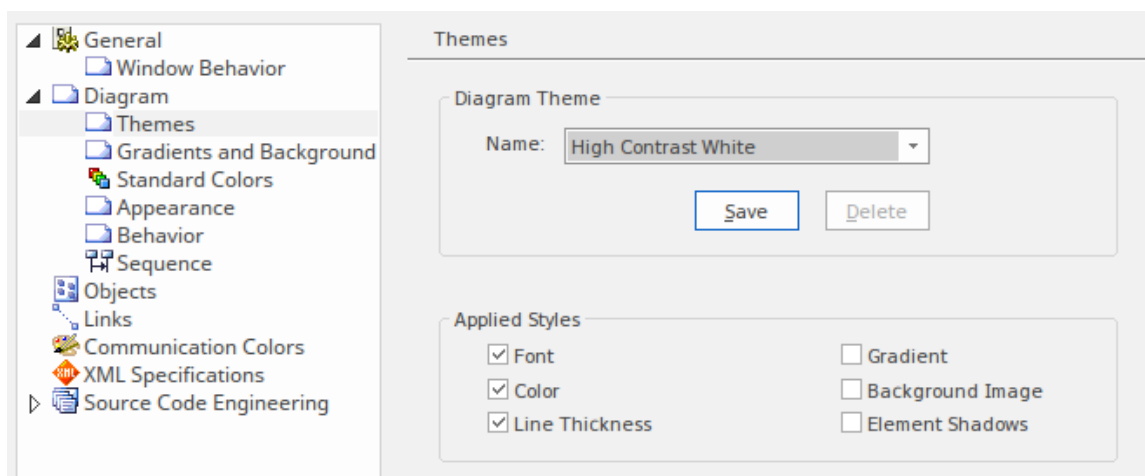 General
Window Behavior
Diagram
Themes
Gradients and Background
Standard Colors
Appearance
Behavior
Sequence
Objects
Links
Communication Colors
XML Specifications
Source Code Engineering
Themes
Diagram Theme
Name: High Contrast White
Save Delete
Applied Styles
Font Gradient
Color Background Image
Line Thickness Element Shadows